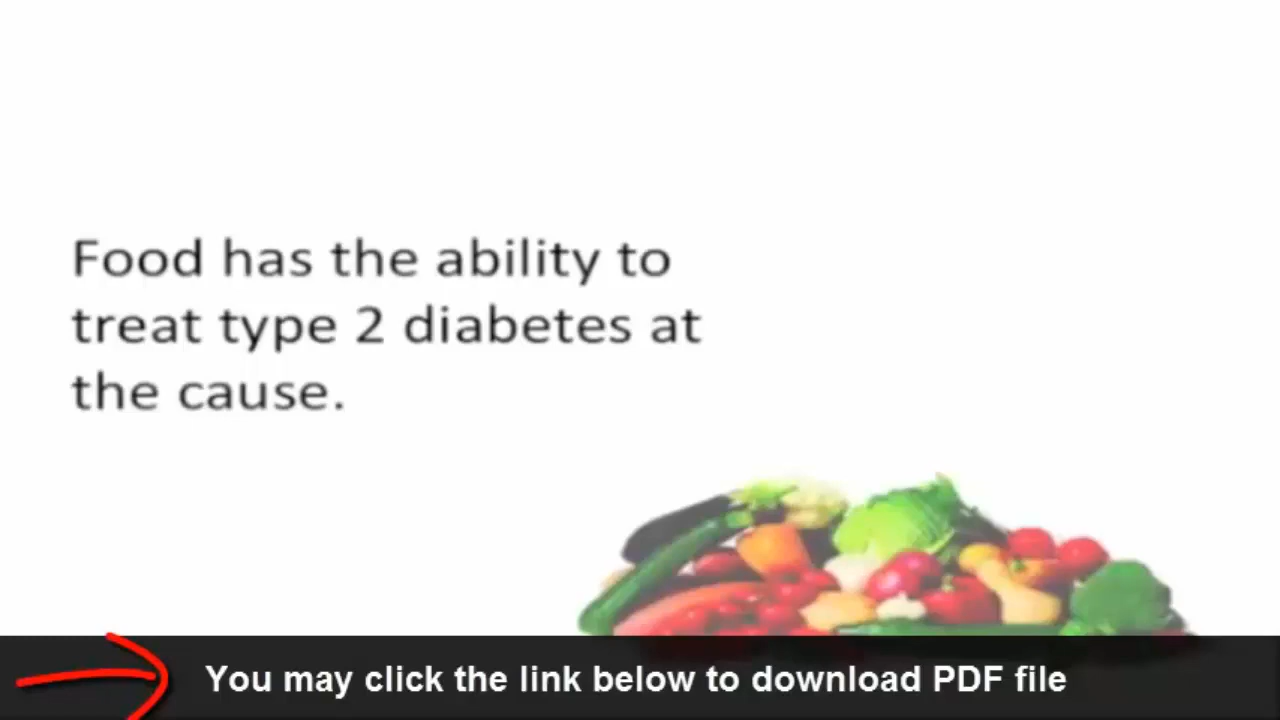 Food has the ability to
treat type 2 diabetes at
the cause.
You may click the link below to download PDF file